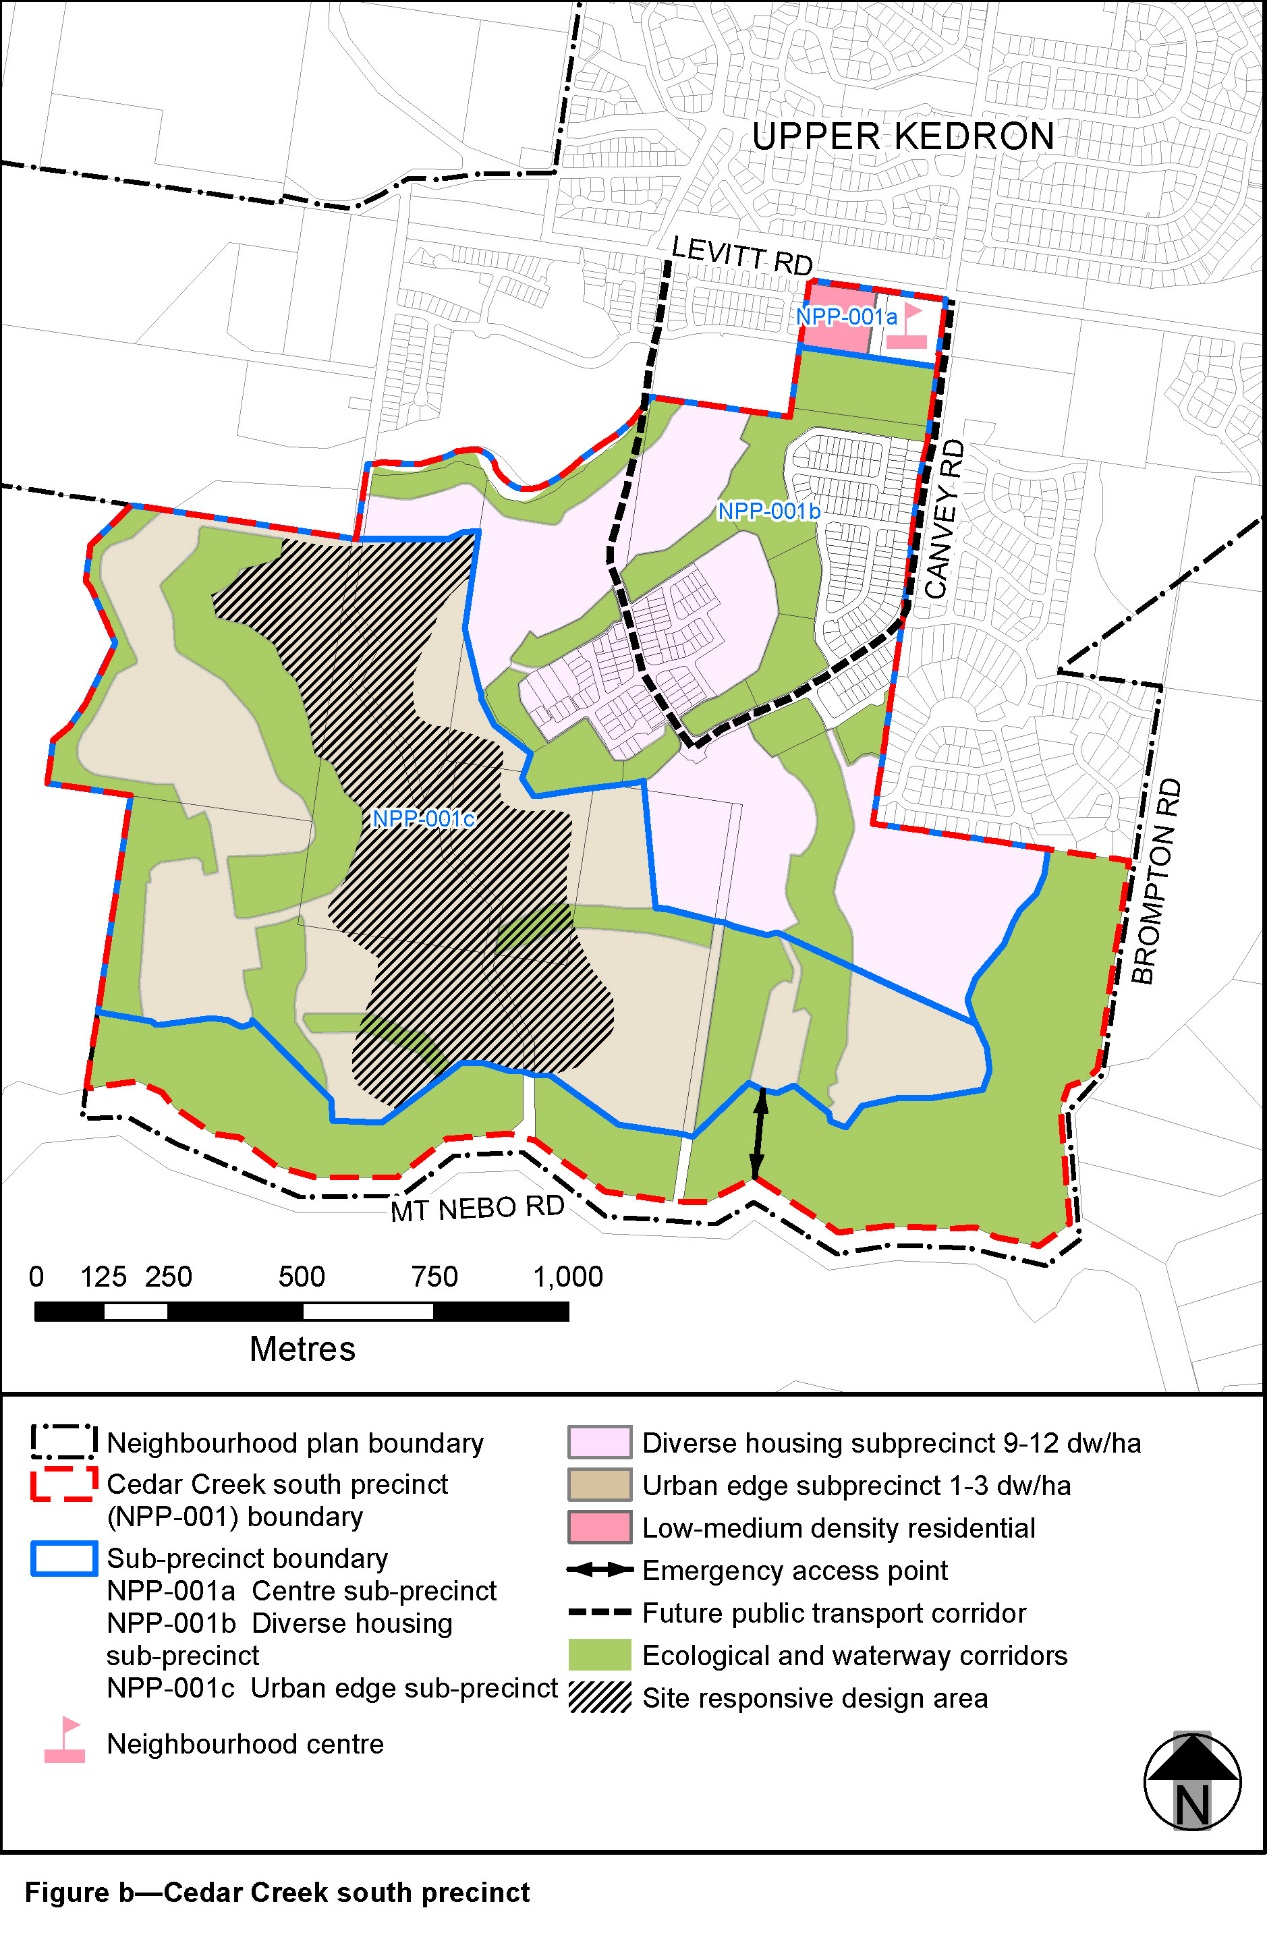 UPPER KEDRON
LEVITT RD
NPP-001a
NPP-001b
CANVEY RD
NPP-001c
BROMPTON RD
MT NEBO RD
0 125 250 500 750 1,000
Metres
Neighbourhood plan boundary
Cedar Creek south precinct
(NPP-001) boundary
Sub-precinct boundary
NPP-001a Centre sub-precinct
NPP-001b Diverse housing
sub-precinct
NPP-001c Urban edge sub-precinct
Neighbourhood centre
Diverse housing subprecinct 9-12 dw/ha
Urban edge subprecinct 1-3 dw/ha
Low-medium density residential
Emergency access point
Future public transport corridor
Ecological and waterway corridors
Site responsive design area
N
Figure b—Cedar Creek south precinct